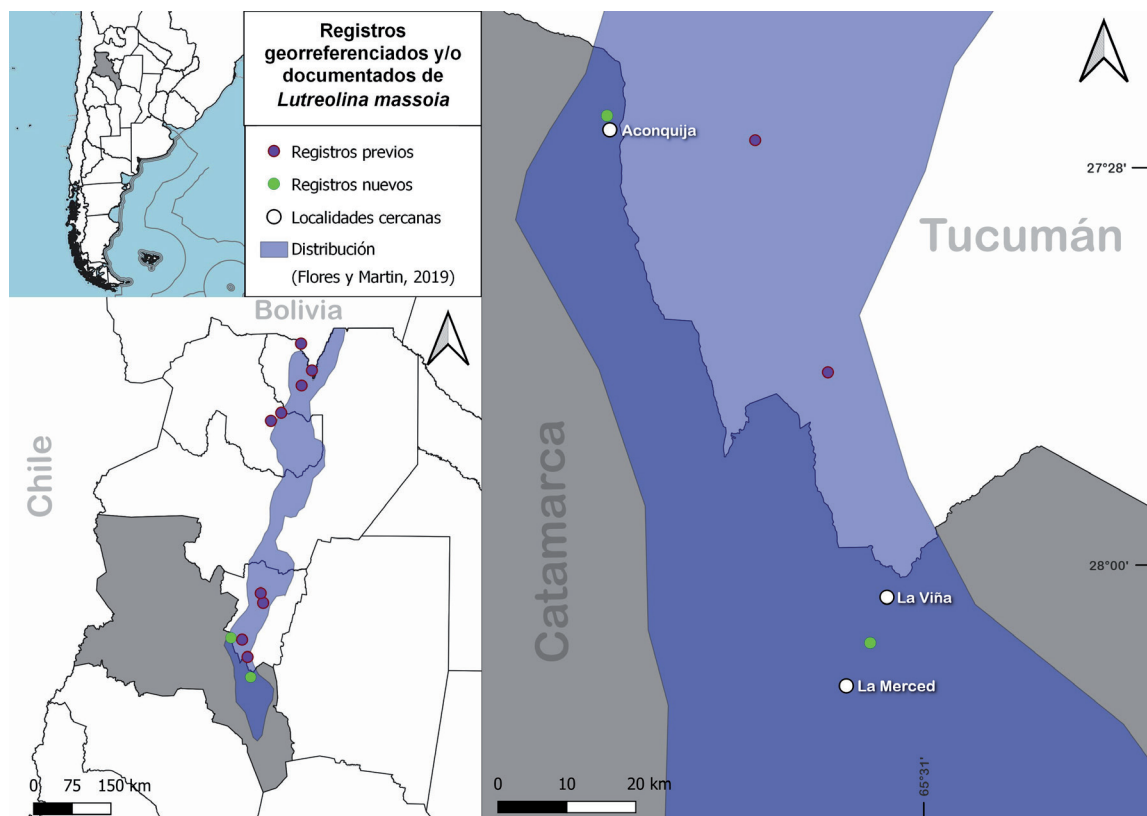 Registros
georreferenciados y/o
documentados de
Lutreolina massoia
Registros previos
Registros nuevos
Localidades cercanas
Distribución
(Flores y Martin, 2019)
Bolivia
Chile
0 75 150 km
Aconquija
27°28'
Tucumán
Catamarca
28°00'
La Viña
La Merced
65°31'
0 10 20 km